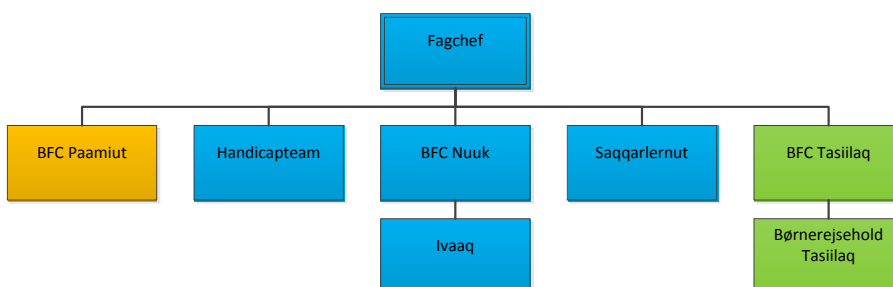 Fagchef
BFC Paamiut
Handicapteam
BFC Nuuk
Saqqarlernut
BFC Tasiilaq
Ivaaq
Børnerejsehold
Tasiilaq